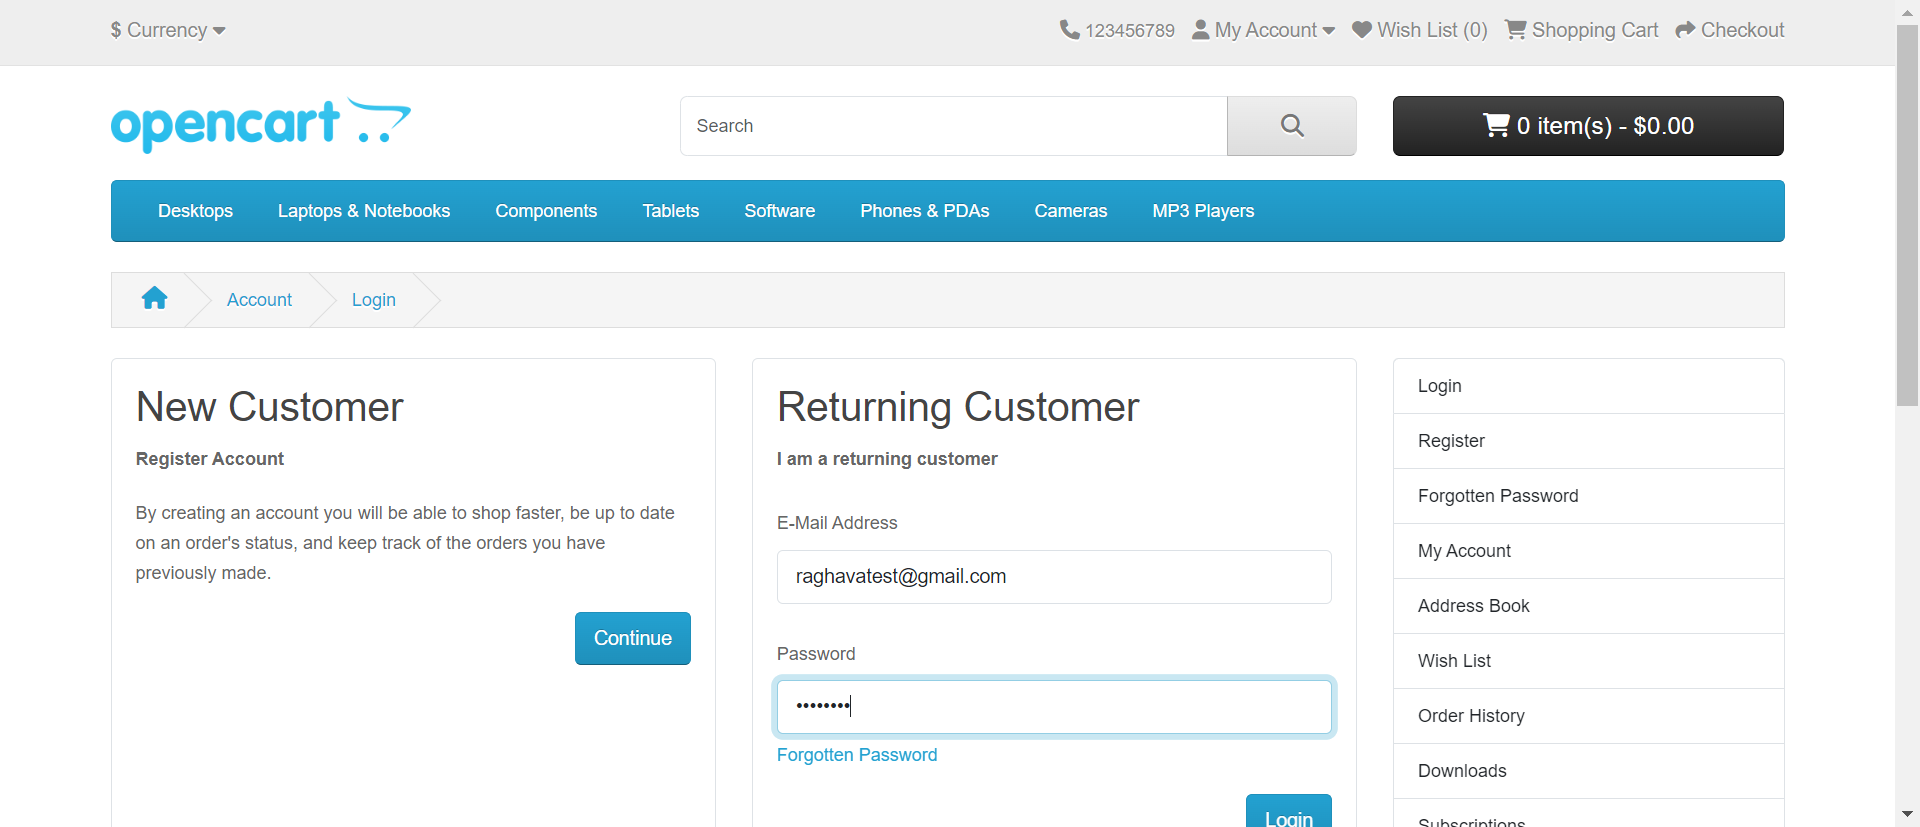 $ Currency
123456789 My Account Wish List (0) Shopping Cart Checkout
opencart
Search
0 item(s) - $0.00
Desktops Laptops & Notebooks Components Tablets Software Phones & PDAs Cameras MP3 Players
Account Login
New Customer
Register Account
By creating an account you will be able to shop faster, be up to date
on an order's status, and keep track of the orders you have
previously made.
Continue
Returning Customer
I am a returning customer
E-Mail Address
raghavatest@gmail.com
Password
••••••••
Forgotten Password
Login
Login
Register
Forgotten Password
My Account
Address Book
Wish List
Order History
Downloads
Subscriptions